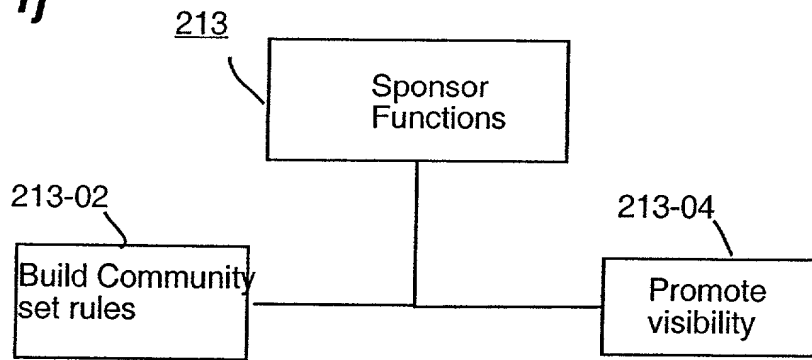 213
Sponsor
Functions
213-02
Build Community
set rules
213-04
Promote
visibility